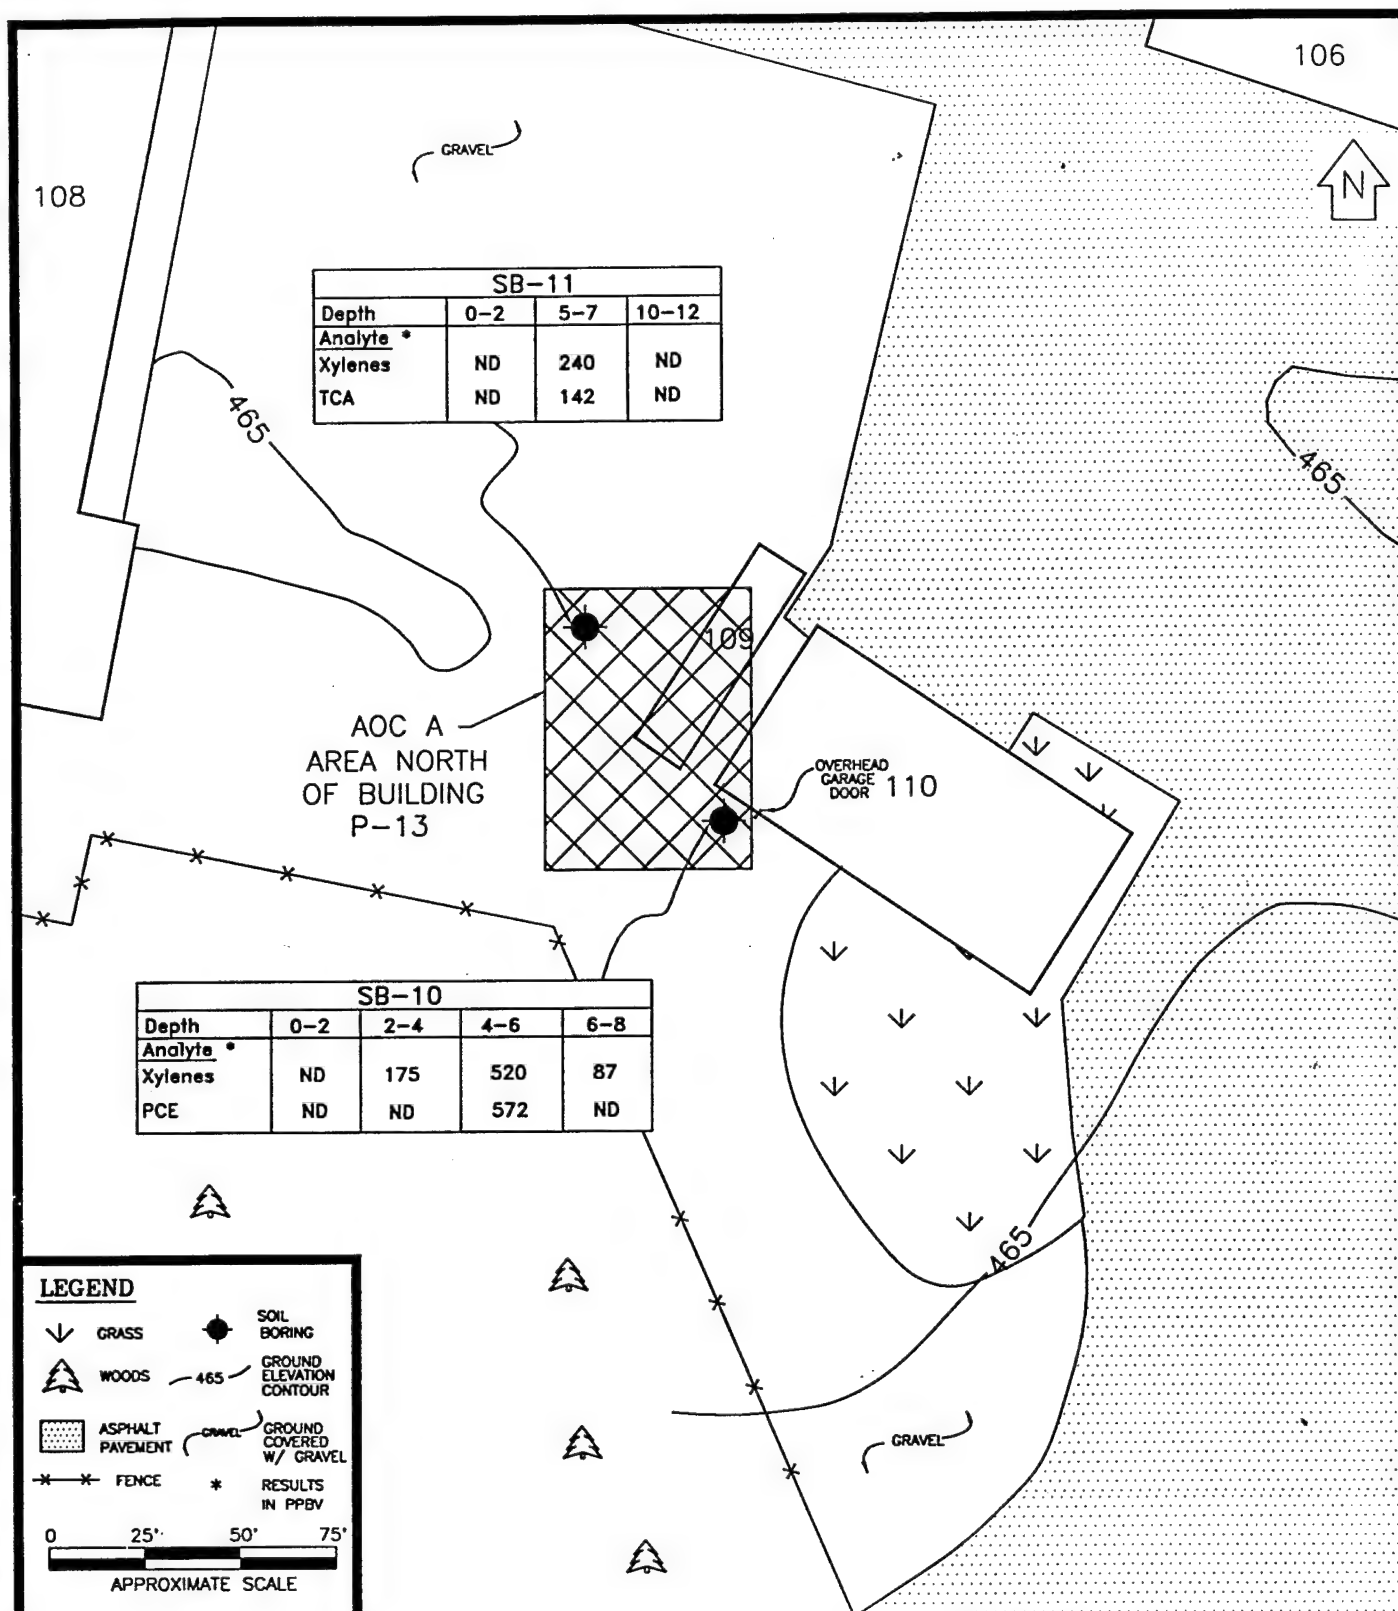 106
N
GRAVEL
108
SB-11
Depth 0-2 5-7 10-12
Analyte *
Xylenes ND 240 ND
TCA ND 142 ND
465
465
109
AOC A
AREA NORTH
OF BUILDING
P-13
OVERHEAD
GARAGE
DOOR
110
SB-10
Depth 0-2 2-4 4-6 6-8
Analyte *
Xylenes ND 175 520 87
PCE ND ND 572 ND
465
GRAVEL
LEGEND
GRASS
SOIL
BORING
WOODS
465
GROUND
ELEVATION
CONTOUR
ASPHALT
PAVEMENT
GRAVEL
GROUND
COVERED
W/ GRAVEL
FENCE
* RESULTS
IN PPBV
0 25' 50' 75'
APPROXIMATE SCALE